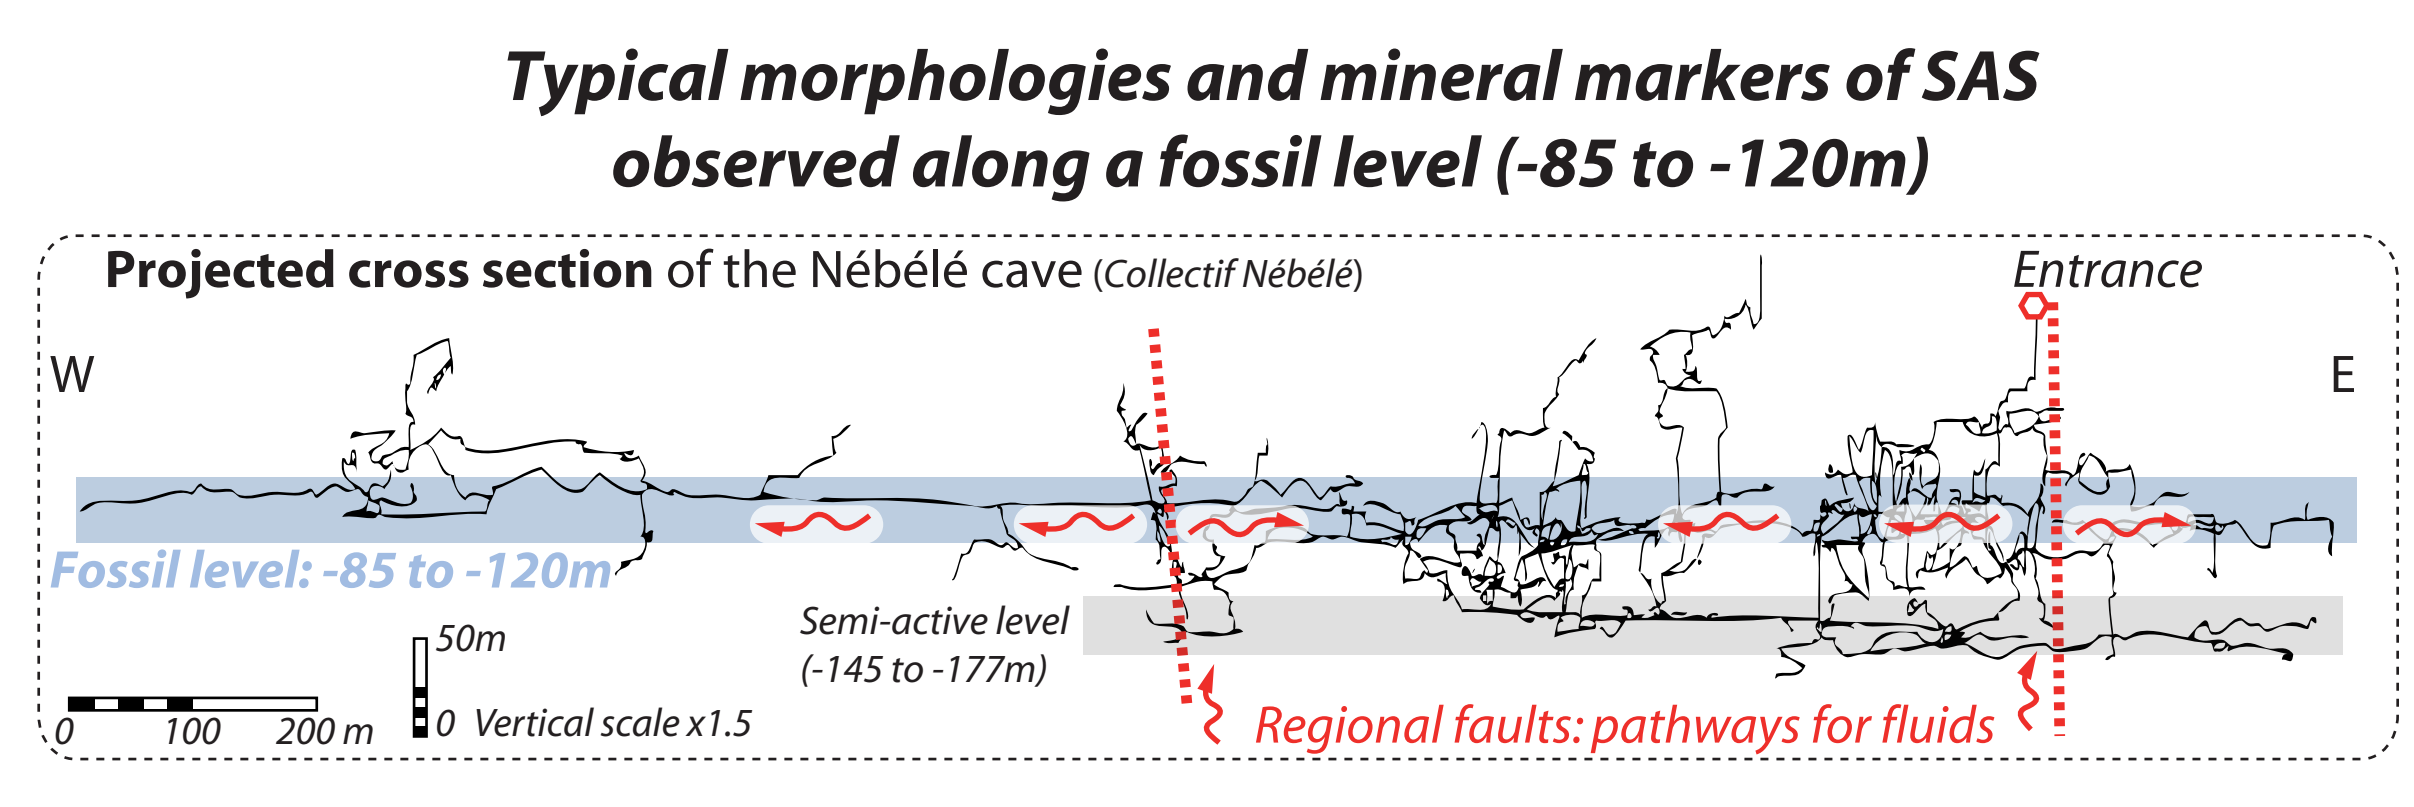 Typical morphologies and mineral markers of SAS
observed along a fossil level (-85 to -120m)
Projected cross section of the Nébélé cave (Collectif Nébélé)
Entrance
W
E
Fossil level: -85 to -120m
Semi-active level
(-145 to -177m)
50m
0 Vertical scale x1.5
0 100 200 m
Regional faults: pathways for fluids